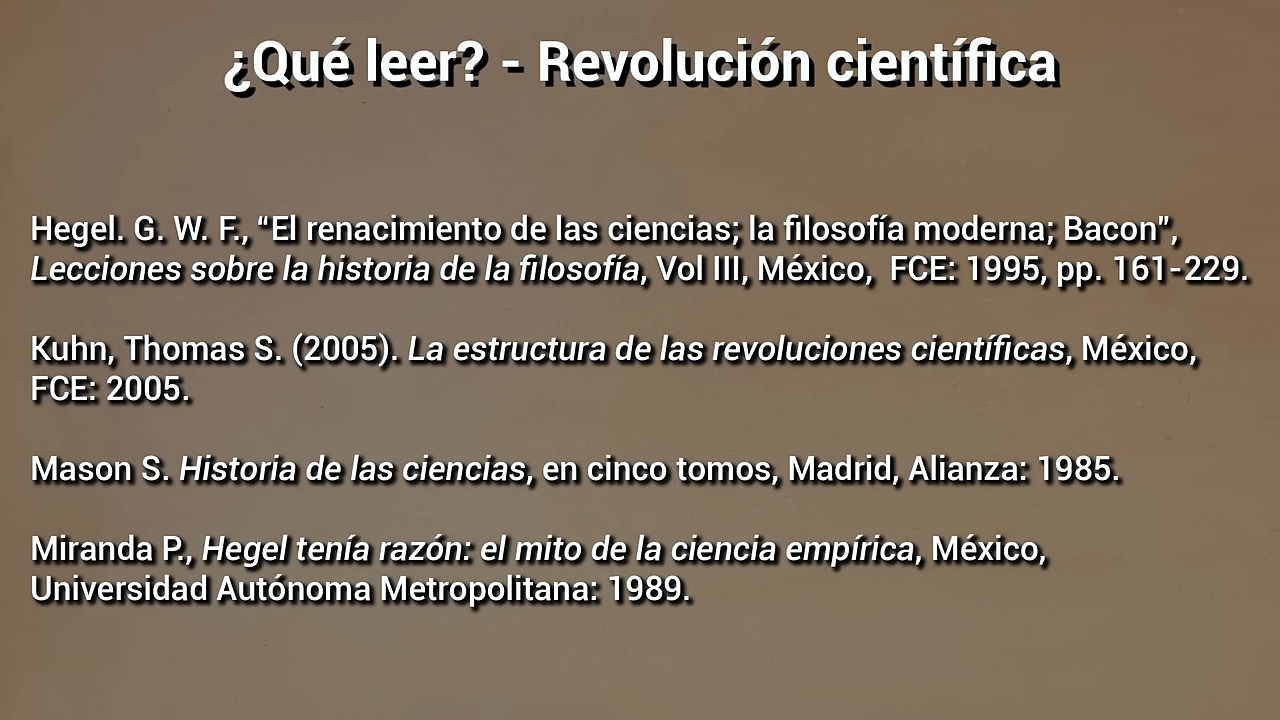 ¿Qué leer? - Revolución científica
Hegel. G. W. F., “El renacimiento de las ciencias; la filosofía moderna; Bacon”,
Lecciones sobre la historia de la filosofía, Vol III, México,  FCE: 1995, pp. 161-229.
Kuhn, Thomas S. (2005). La estructura de las revoluciones científicas, México,
FCE: 2005.
Mason S. Historia de las ciencias, en cinco tomos, Madrid, Alianza: 1985.
Miranda P., Hegel tenía razón: el mito de la ciencia empírica, México,
Universidad Autónoma Metropolitana: 1989.